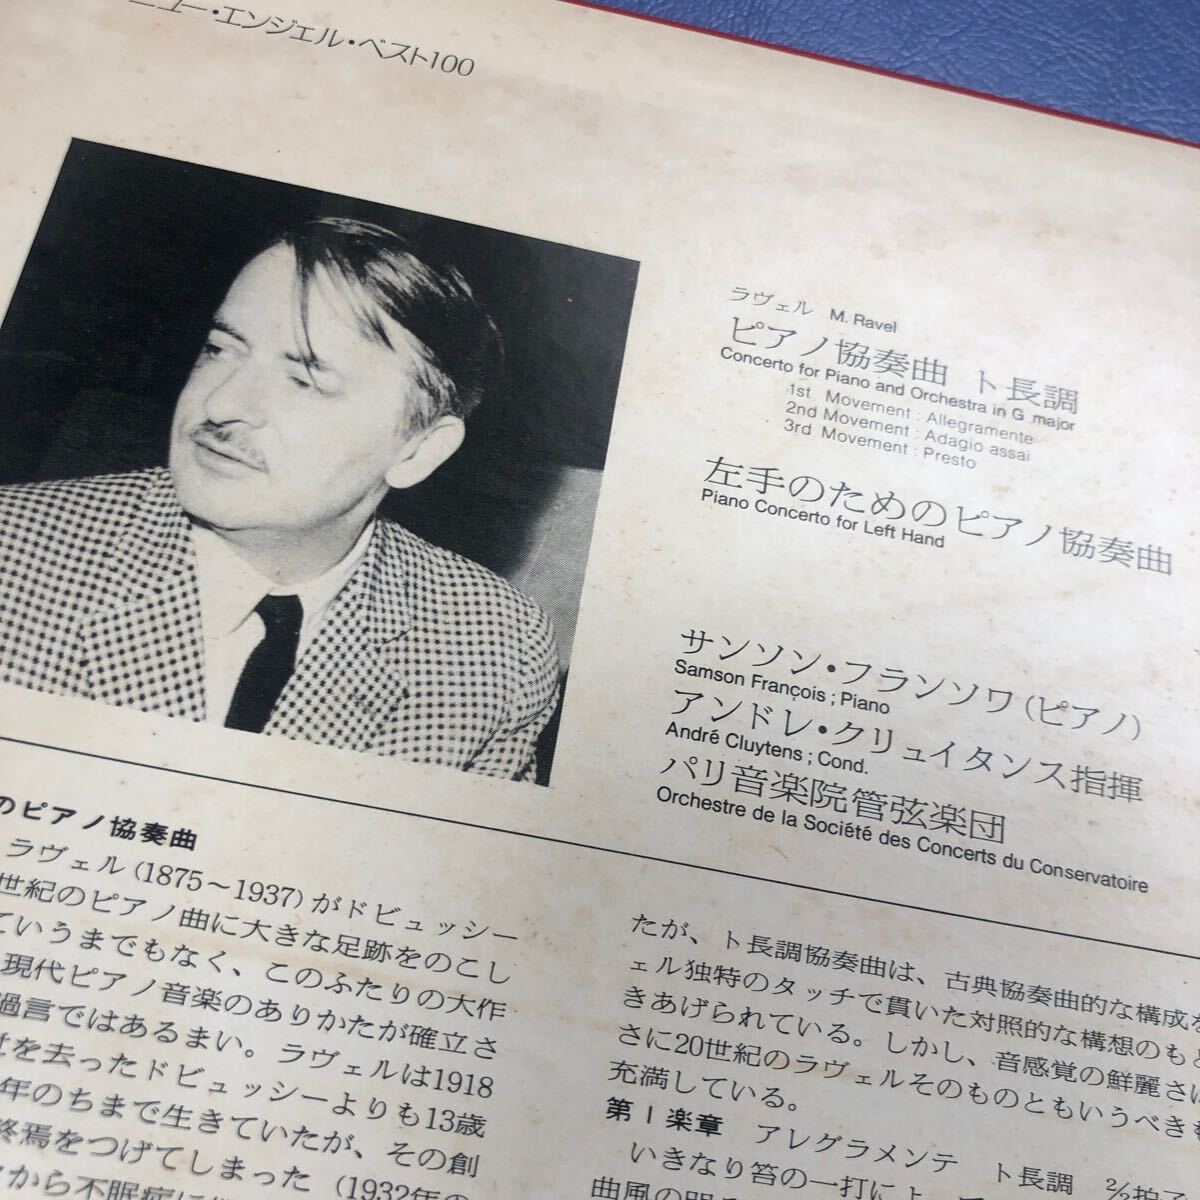 ニュー・エンジェル・ベスト100
ラヴェル M. Ravel
ピアノ協奏曲 ト長調
Concerto for Piano and Orchestra in G major
1st Movement : Allegramente
2nd Movement : Adagio assai
3rd Movement : Presto
左手のためのピアノ協奏曲
Piano Concerto for Left Hand
サンソン・フランソワ(ピアノ)
Samson François ; Piano
アンドレ・クリュイタンス指揮
André Cluytens ; Cond.
パリ音楽院管弦楽団
Orchestre de la Société des Concerts du Conservatoire
のピアノ協奏曲
ラヴェル(1875〜1937)がドビュッシー
世紀のピアノ曲に大きな足跡をのこし
ていうまでもなく、このふたりの大作
現代ピアノ音楽のありかたが確立さ
過言ではあるまい。ラヴェルは1918
を去ったドビュッシーよりも13歳
年のちまで生きていたが、その創
終焉をつげてしまった(1932年の
から不眠症に
たが、ト長調協奏曲は、古典協奏曲的な構成を
ェル独特のタッチで貫いた対照的な構想のもと
きあげられている。しかし、音感覚の鮮麗さに
さに20世紀のラヴェルそのものともいうべきも
充満している。
第1楽章 アレグラメンテ ト長調 2/2拍子
いきなり笞の一打によって
曲風の明